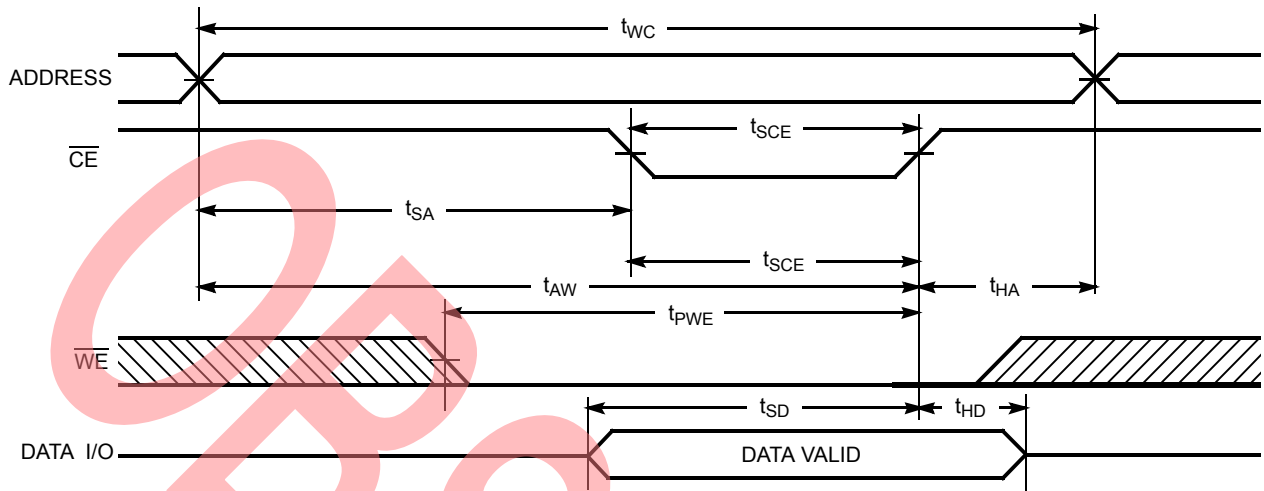 tWC
ADDRESS
tSCE
CE
tSA
tSCE
tAW
tHA
tPWE
WE
tSD
tHD
DATA I/O
DATA VALID